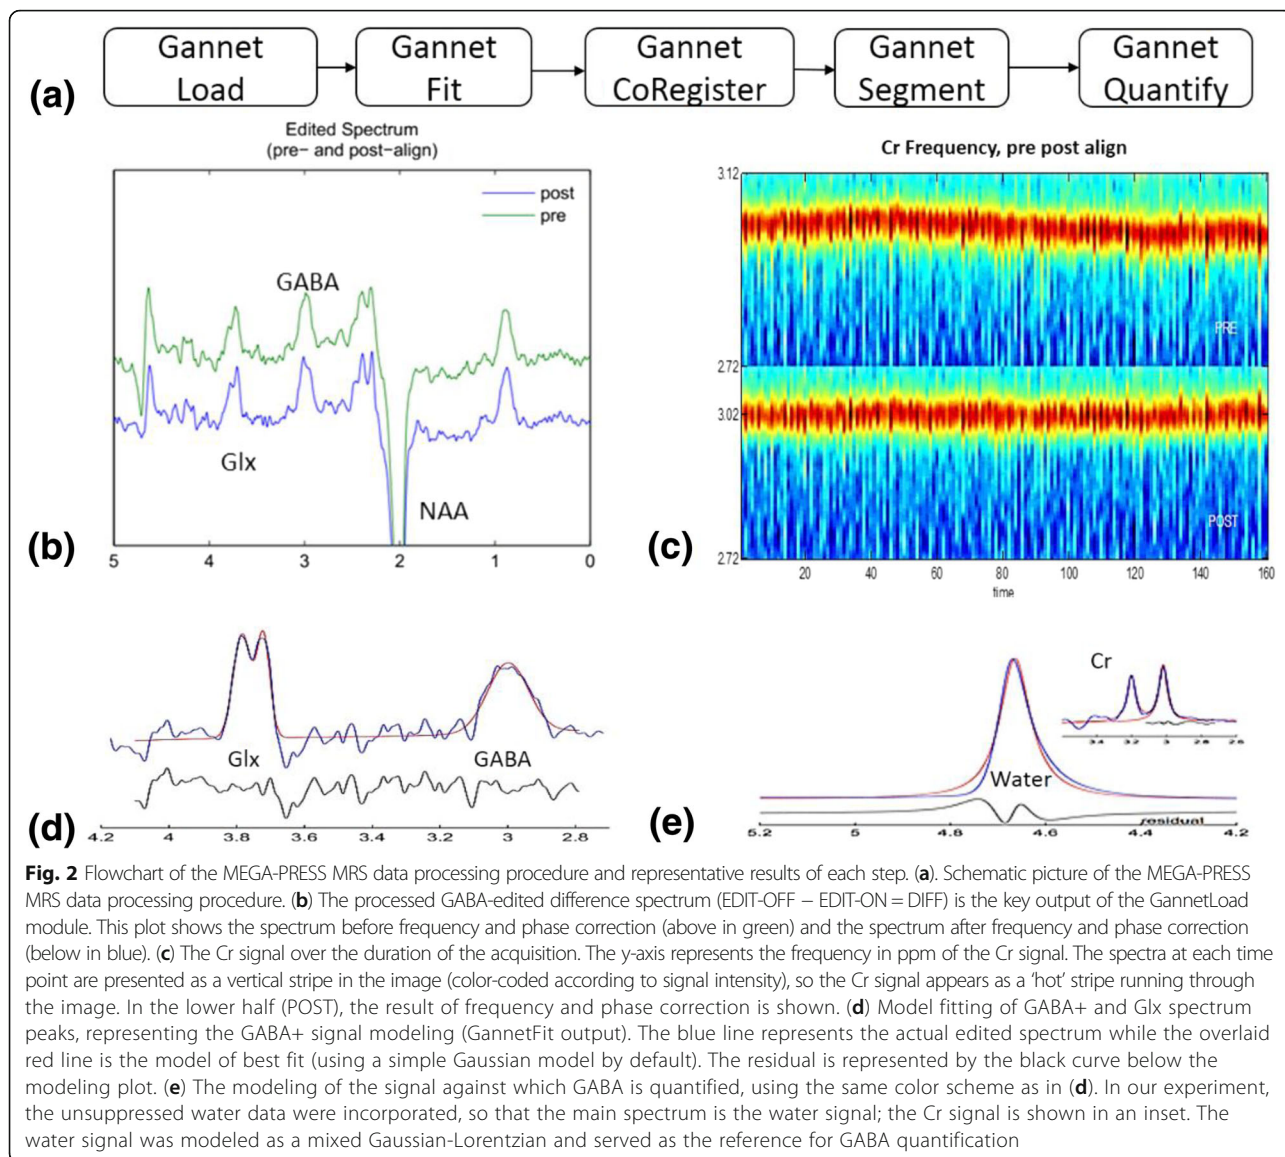 Gannet Load
Gannet Fit
Gannet CoRegister
Gannet Segment
Gannet Quantify
(a)
Edited Spectrum
(pre- and post-align)
post
pre
GABA
Glx
NAA
(b)
5 4 3 2 1 0
Cr Frequency, pre post align
3.12
PRE
2.72
3.02
POST
2.72
(c)
20 40 60 80 100 120 140 160
time
Glx
GABA
(d)
4.2 4 3.8 3.6 3.4 3.2 3 2.8
Cr
3.4 3.2 3 2.8 2.6
Water
(e)
residual
5.2 5 4.8 4.6 4.4 4.2
Fig. 2 Flowchart of the MEGA-PRESS MRS data processing procedure and representative results of each step. (a). Schematic picture of the MEGA-PRESS
MRS data processing procedure. (b) The processed GABA-edited difference spectrum (EDIT-OFF − EDIT-ON = DIFF) is the key output of the GannetLoad
module. This plot shows the spectrum before frequency and phase correction (above in green) and the spectrum after frequency and phase correction
(below in blue). (c) The Cr signal over the duration of the acquisition. The y-axis represents the frequency in ppm of the Cr signal. The spectra at each time
point are presented as a vertical stripe in the image (color-coded according to signal intensity), so the Cr signal appears as a 'hot' stripe running through
the image. In the lower half (POST), the result of frequency and phase correction is shown. (d) Model fitting of GABA+ and Glx spectrum
peaks, representing the GABA+ signal modeling (GannetFit output). The blue line represents the actual edited spectrum while the overlaid
red line is the model of best fit (using a simple Gaussian model by default). The residual is represented by the black curve below the
modeling plot. (e) The modeling of the signal against which GABA is quantified, using the same color scheme as in (d). In our experiment,
the unsuppressed water data were incorporated, so that the main spectrum is the water signal; the Cr signal is shown in an inset. The
water signal was modeled as a mixed Gaussian-Lorentzian and served as the reference for GABA quantification